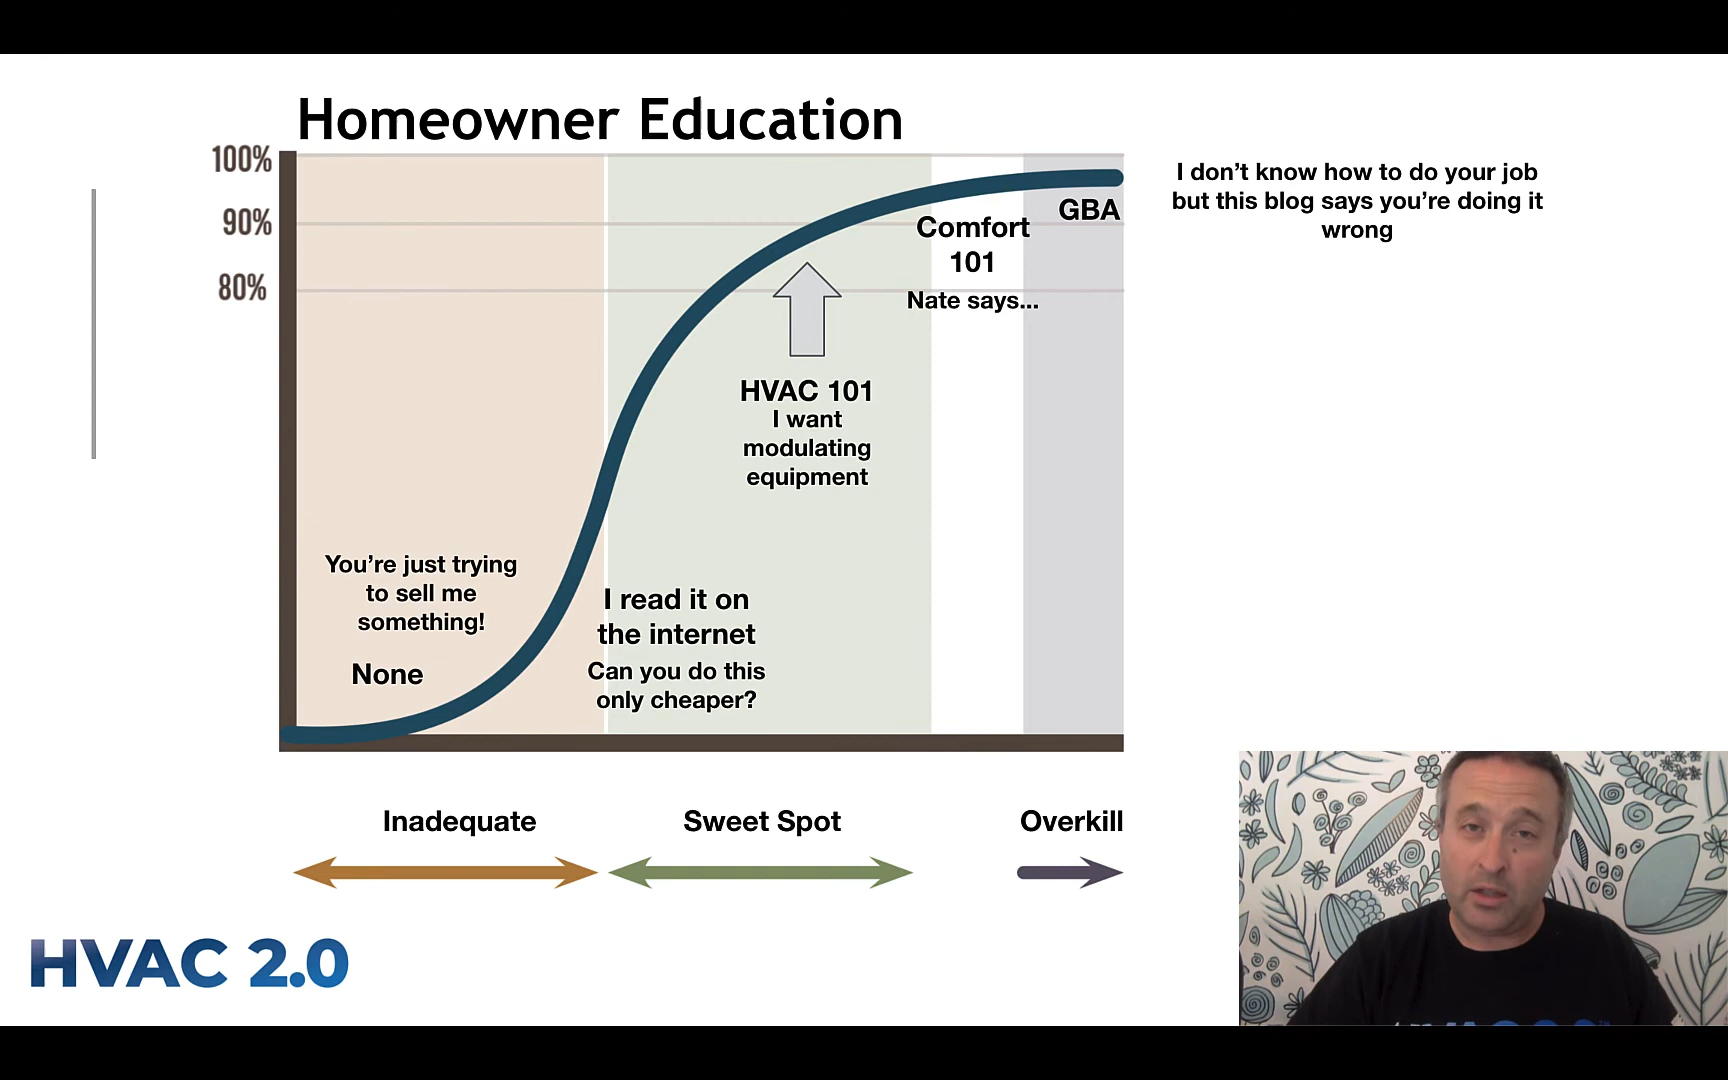 Homeowner Education
100%
90%
80%
I don’t know how to do your job
but this blog says you’re doing it
wrong
GBA
Comfort
101
Nate says...
HVAC 101
I want
modulating
equipment
You’re just trying
to sell me
something!
None
I read it on
the internet
Can you do this
only cheaper?
Inadequate
Sweet Spot
Overkill
HVAC 2.0